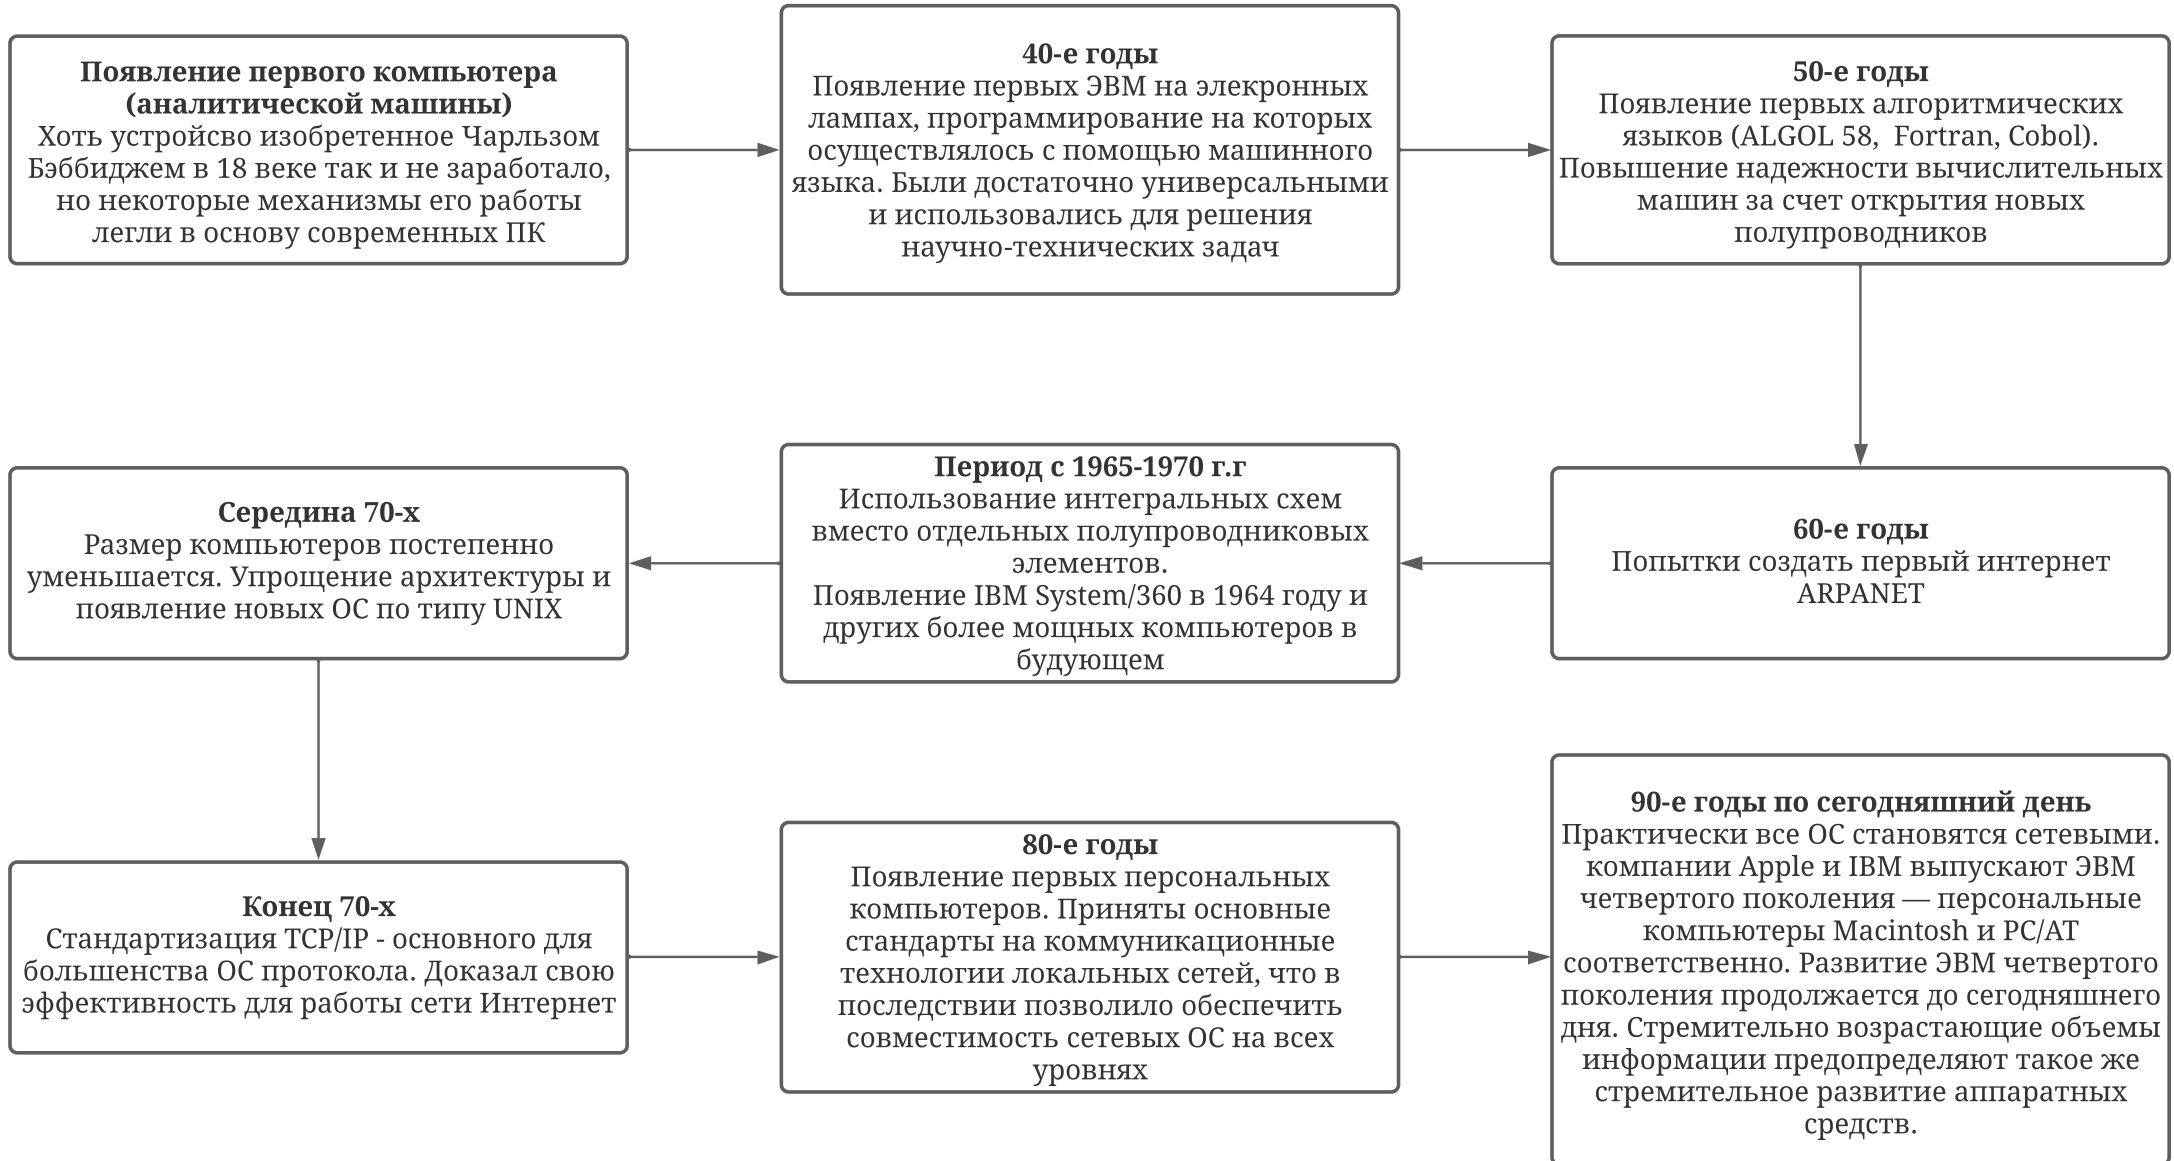 Появление первого компьютера
(аналитической машины)
Хоть устройсво изобретенное Чарльзом
Бэббиджем в 18 веке так и не заработало,
но некоторые механизмы его работы
легли в основу современных ПК
40-е годы
Появление первых ЭВМ на элекронных
лампах, программирование на которых
осуществлялось с помощью машинного
языка. Были достаточно универсальными
и использовались для решения
научно-технических задач
50-е годы
Появление первых алгоритмических
языков (ALGOL 58,  Fortran, Cobol).
Повышение надежности вычислительных
машин за счет открытия новых
полупроводников
60-е годы
Попытки создать первый интернет
ARPANET
Период с 1965-1970 г.г
Использование интегральных схем
вместо отдельных полупроводниковых
элементов.
Появление IBM System/360 в 1964 году и
других более мощных компьютеров в
будующем
Середина 70-х
Размер компьютеров постепенно
уменьшается. Упрощение архитектуры и
появление новых ОС по типу UNIX
Конец 70-х
Стандартизация TCP/IP - основного для
большенства ОС протокола. Доказал свою
эффективность для работы сети Интернет
80-е годы
Появление первых персональных
компьютеров. Приняты основные
стандарты на коммуникационные
технологии локальных сетей, что в
последствии позволило обеспечить
совместимость сетевых ОС на всех
уровнях
90-е годы по сегодняшний день
Практически все ОС становятся сетевыми.
компании Apple и IBM выпускают ЭВМ
четвертого поколения — персональные
компьютеры Macintosh и PC/AT
соответственно. Развитие ЭВМ четвертого
поколения продолжается до сегодняшнего
дня. Стремительно возрастающие объемы
информации предопределяют такое же
стремительное развитие аппаратных
средств.